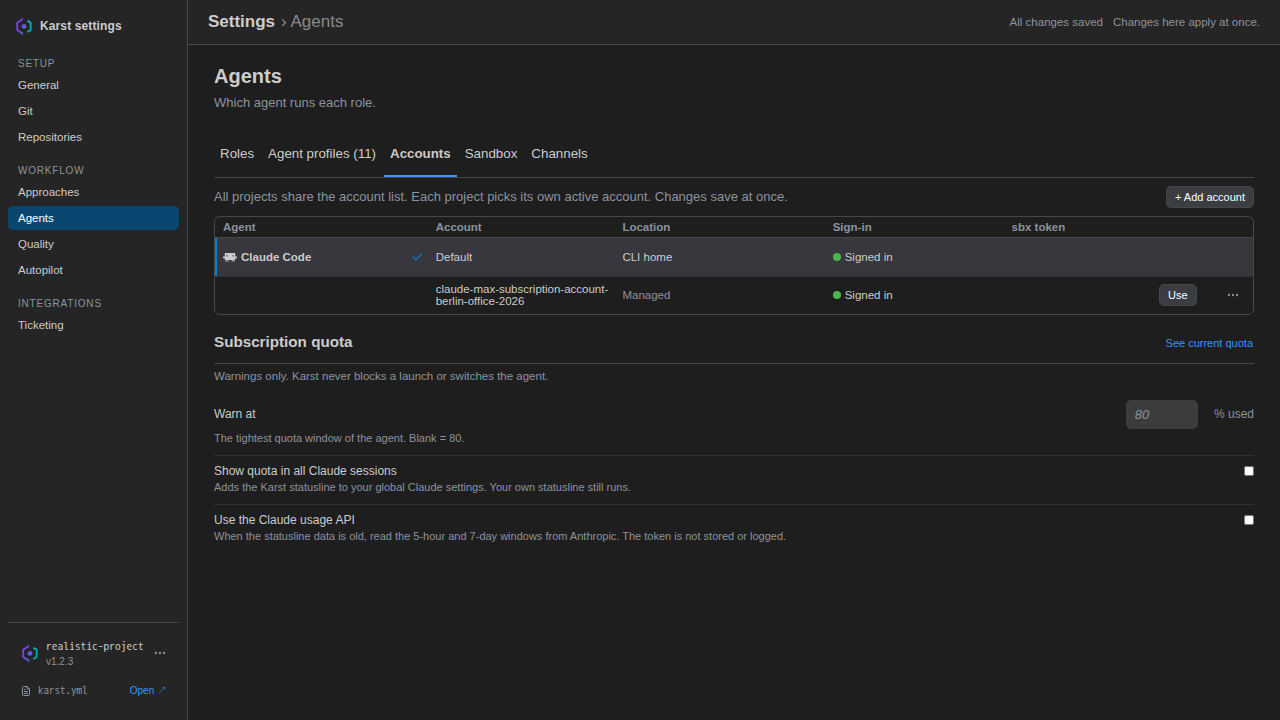 Karst settings
Settings › Agents
All changes saved Changes here apply at once.
SETUP
General
Git
Repositories
WORKFLOW
Approaches
Agents
Quality
Autopilot
INTEGRATIONS
Ticketing
Agents
Which agent runs each role.
Roles Agent profiles (11) Accounts Sandbox Channels
All projects share the account list. Each project picks its own active account. Changes save at once.
+ Add account
Agent Account Location Sign-in sbx token
Claude Code Default CLI home Signed in
claude-max-subscription-account-
berlin-office-2026 Managed Signed in Use
Subscription quota
See current quota
Warnings only. Karst never blocks a launch or switches the agent.
Warn at
80 % used
The tightest quota window of the agent. Blank = 80.
Show quota in all Claude sessions
Adds the Karst statusline to your global Claude settings. Your own statusline still runs.
Use the Claude usage API
When the statusline data is old, read the 5-hour and 7-day windows from Anthropic. The token is not stored or logged.
realistic-project
v1.2.3
karst.yml Open ↗